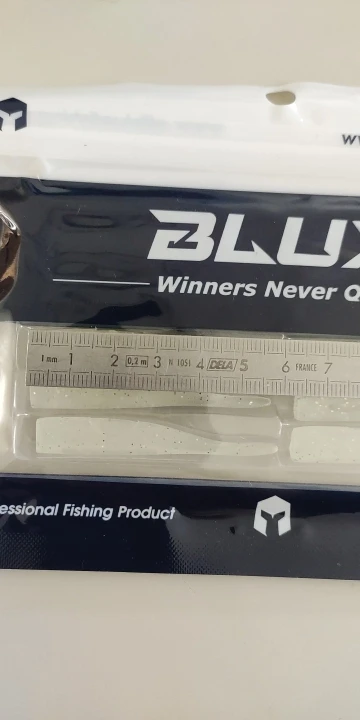 BLUX
Winners Never Q
1 mm 1 2 0,2 m 3 N 1051 4 DELA 5 6 FRANCE 7
essional Fishing Product